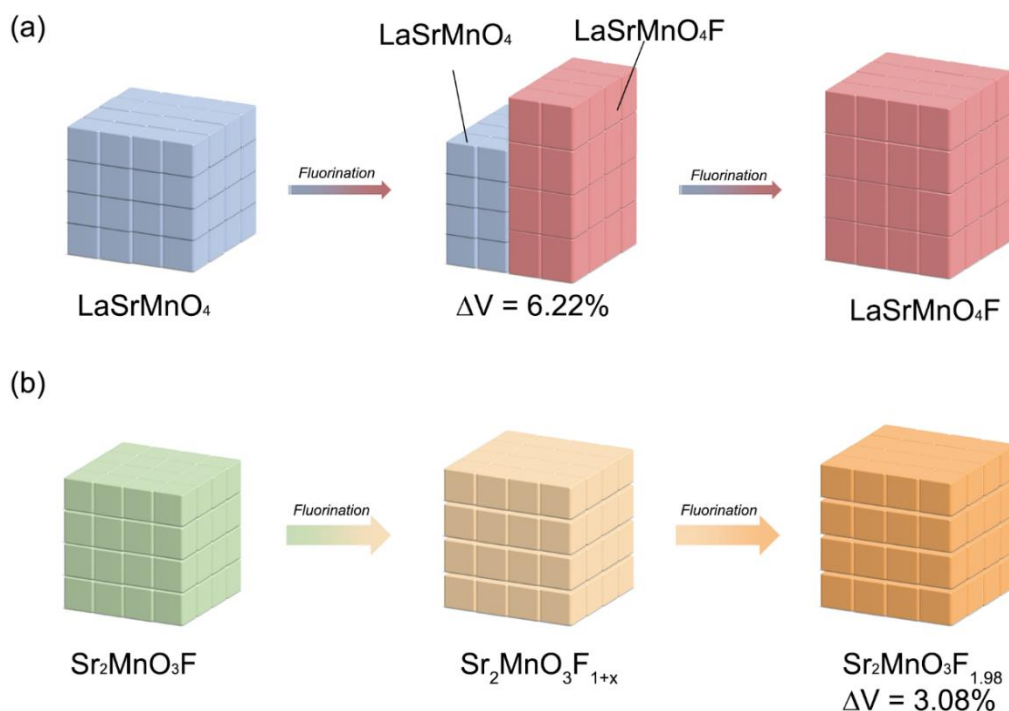 (a)
LaSrMnO₄
LaSrMnO₄F
Fluorination
Fluorination
LaSrMnO₄
ΔV = 6.22%
LaSrMnO₄F
(b)
Fluorination
Fluorination
Sr₂MnO₃F
Sr₂MnO₃F₁₊ₓ
Sr₂MnO₃F₁.₉₈
ΔV = 3.08%